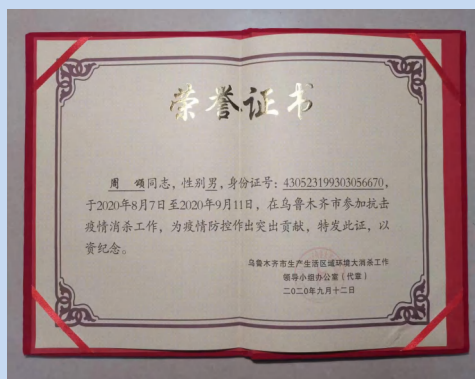 荣誉证书
周 颂同志，性别男，身份证号：430523199303056670，
于2020年8月7日至2020年9月11日，在乌鲁木齐市参加抗击
疫情消杀工作，为疫情防控作出突出贡献，特发此证，以
资纪念。
乌鲁木齐市生产生活区域环境大消杀工作
领导小组办公室（代章）
二〇二〇年九月十二日